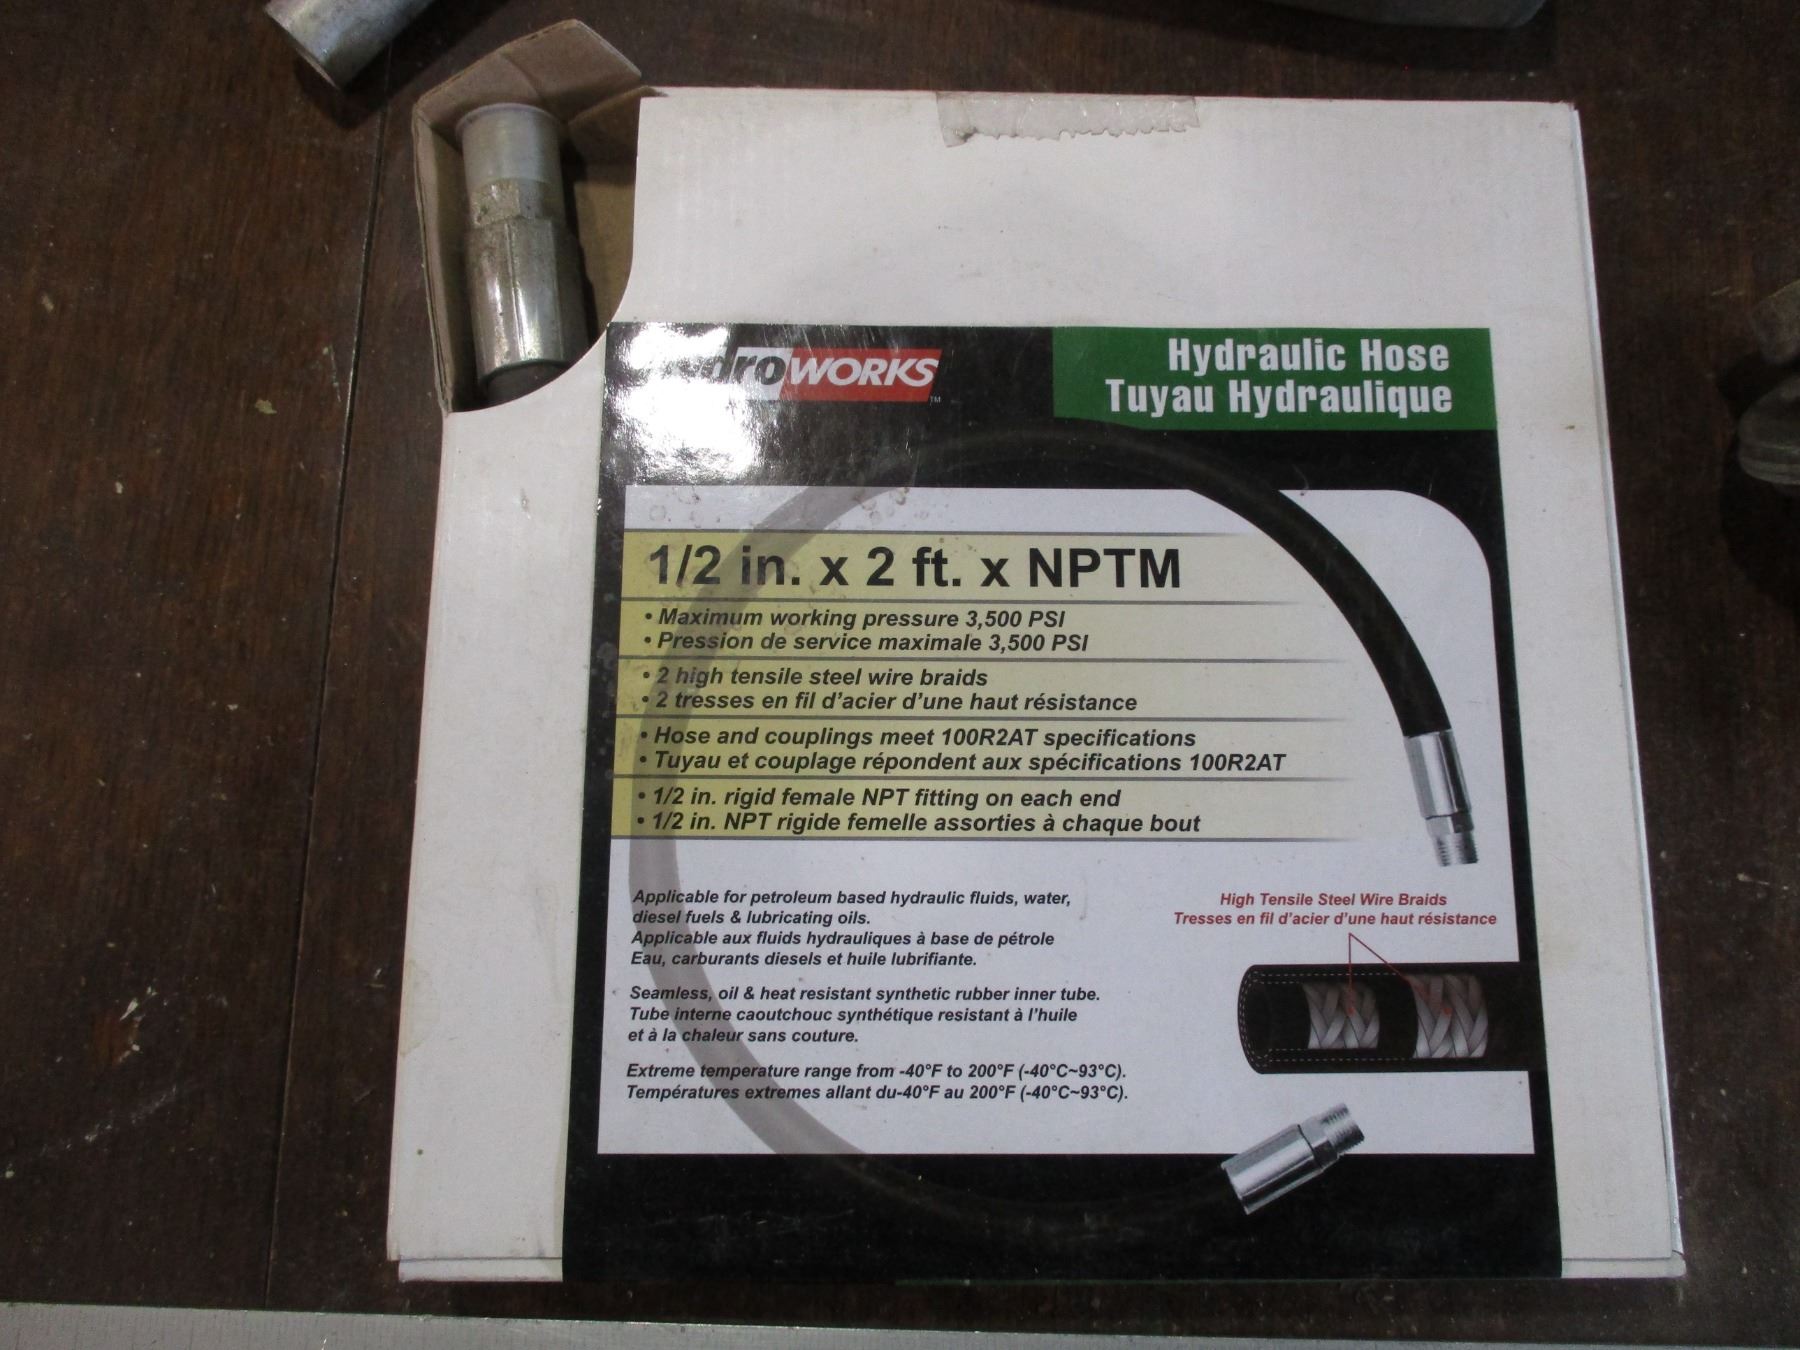 droWORKS
TM
Hydraulic Hose
Tuyau Hydraulique
1/2 in. x 2 ft. x NPTM
• Maximum working pressure 3,500 PSI
• Pression de service maximale 3,500 PSI
• 2 high tensile steel wire braids
• 2 tresses en fil d'acier d'une haut résistance
• Hose and couplings meet 100R2AT specifications
• Tuyau et couplage répondent aux spécifications 100R2AT
• 1/2 in. rigid female NPT fitting on each end
• 1/2 in. NPT rigide femelle assorties à chaque bout
Applicable for petroleum based hydraulic fluids, water,
diesel fuels & lubricating oils.
Applicable aux fluids hydrauliques à base de pétrole
Eau, carburants diesels et huile lubrifiante.
Seamless, oil & heat resistant synthetic rubber inner tube.
Tube interne caoutchouc synthétique resistant à l'huile
et à la chaleur sans couture.
Extreme temperature range from -40°F to 200°F (-40°C~93°C).
Températures extremes allant du-40°F au 200°F (-40°C~93°C).
High Tensile Steel Wire Braids
Tresses en fil d'acier d'une haut résistance